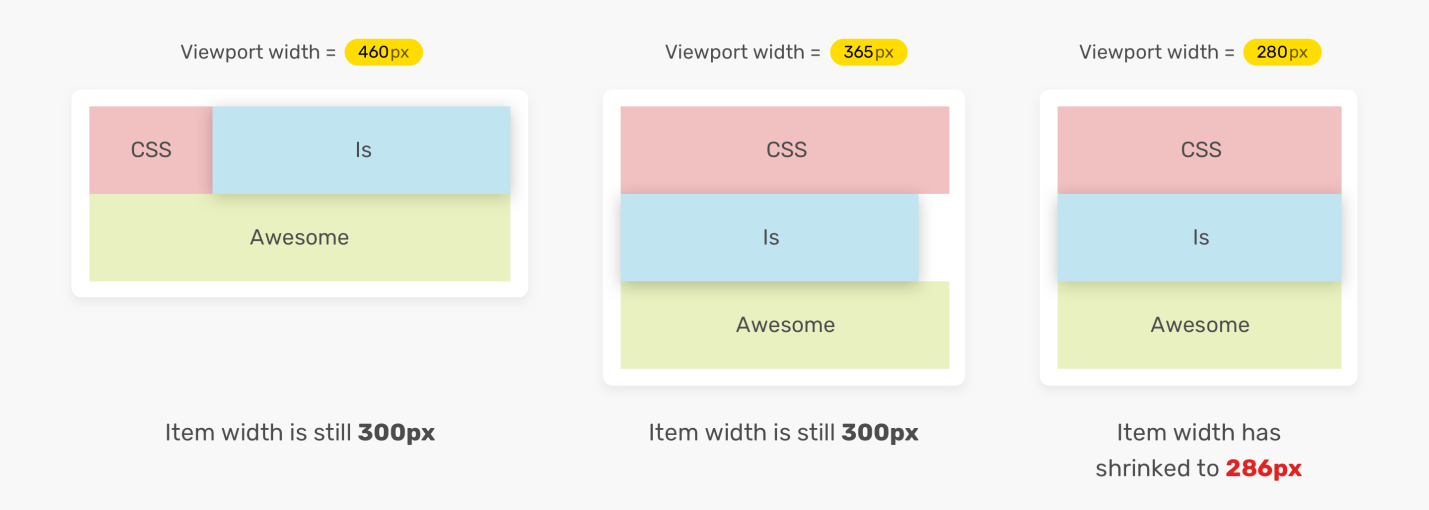 Viewport width = 460px
CSS
Is
Awesome
Item width is still 300px
Viewport width = 365px
CSS
Is
Awesome
Item width is still 300px
Viewport width = 280px
CSS
Is
Awesome
Item width has
shrinked to 286px